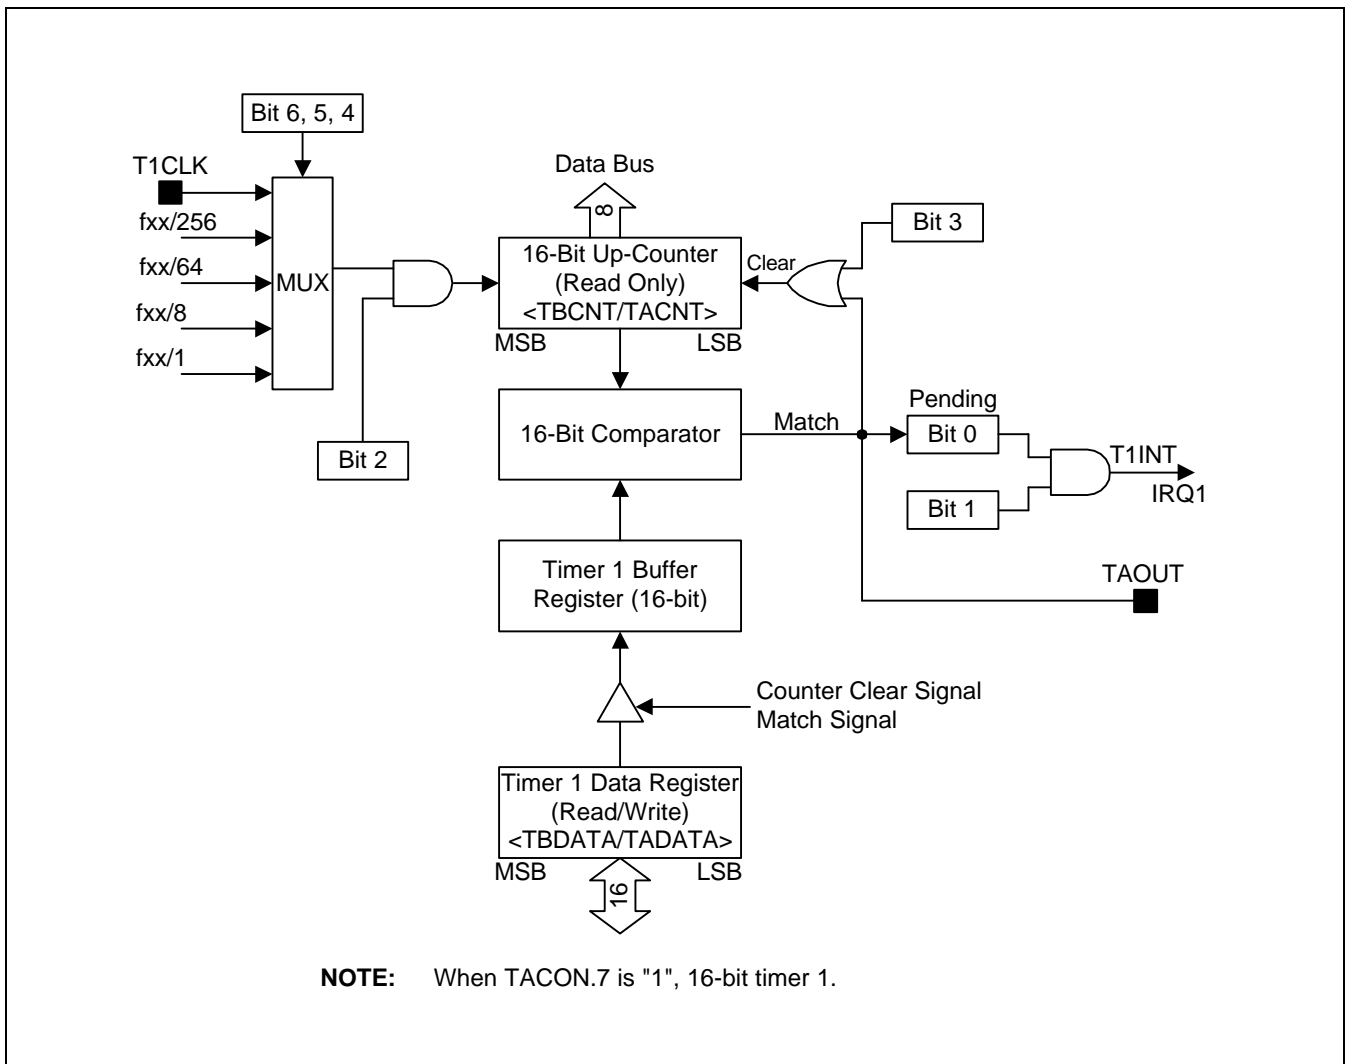 Bit 6, 5, 4
T1CLK
fxx/256
fxx/64
fxx/8
fxx/1
MUX
Bit 2
Data Bus
8
16-Bit Up-Counter
(Read Only)
<TBCNT/TACNT>
MSB
LSB
Clear
Bit 3
16-Bit Comparator
Match
Pending
Bit 0
Bit 1
T1INT
IRQ1
TAOUT
Timer 1 Buffer
Register (16-bit)
Counter Clear Signal
Match Signal
Timer 1 Data Register
(Read/Write)
<TBDATA/TADATA>
MSB
LSB
16
NOTE: When TACON.7 is "1", 16-bit timer 1.